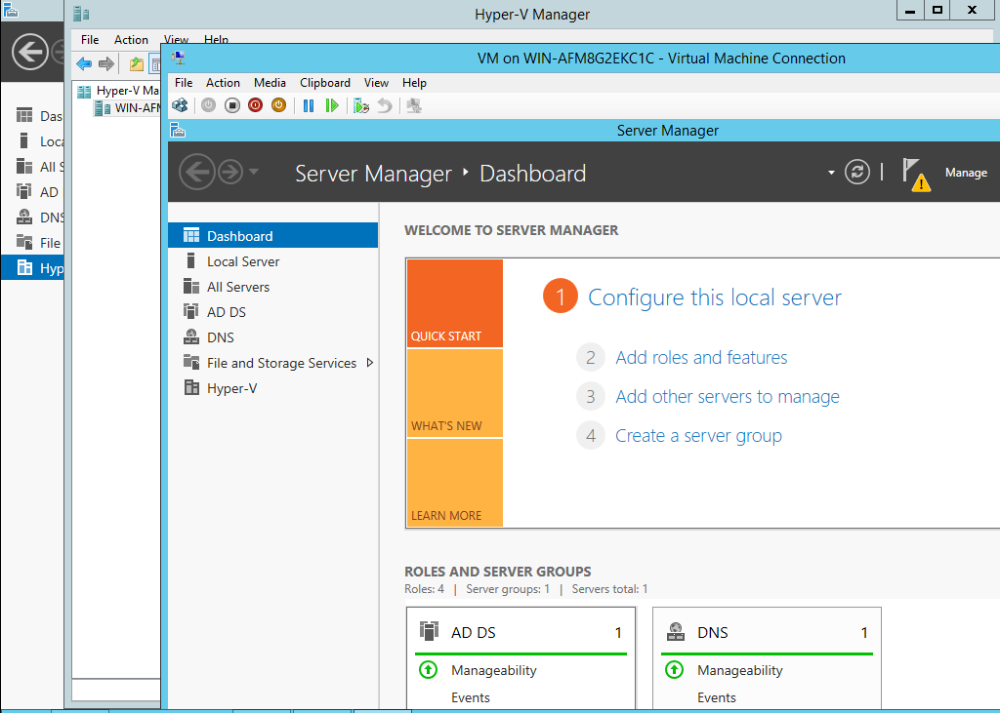 Hyper-V Manager
File Action View Help
VM on WIN-AFM8G2EKC1C - Virtual Machine Connection
File Action Media Clipboard View Help
Hyper-V Ma
WIN-AFM
Server Manager
Server Manager Dashboard
Manage
Das
Loca
All S
AD
DNS
File
Hyp
Dashboard
Local Server
All Servers
AD DS
DNS
File and Storage Services
Hyper-V
WELCOME TO SERVER MANAGER
QUICK START
WHAT'S NEW
LEARN MORE
1 Configure this local server
2 Add roles and features
3 Add other servers to manage
4 Create a server group
ROLES AND SERVER GROUPS
Roles: 4 | Server groups: 1 | Servers total: 1
AD DS 1
Manageability
Events
DNS 1
Manageability
Events